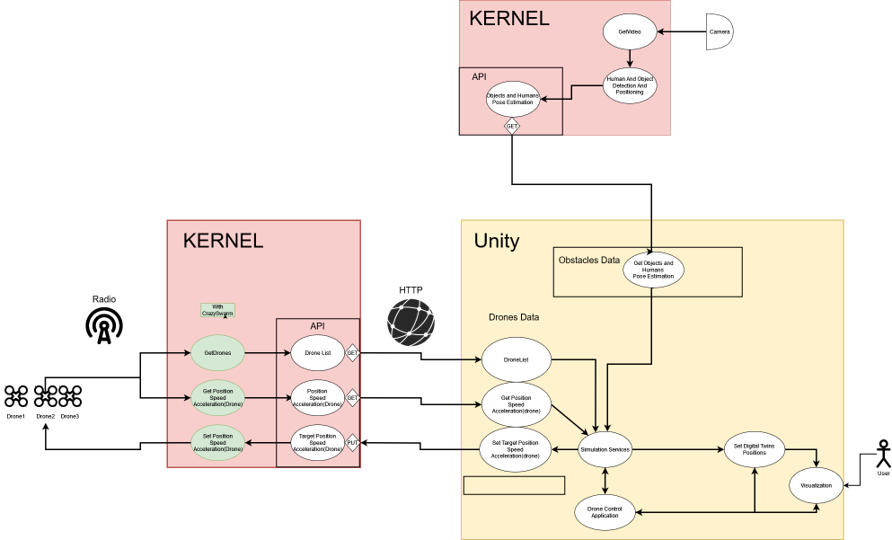 KERNEL
GetVideo
Camera
Human And Object
Detection And
Positioning
API
Objects and Humans
Pose Estimation
GET
KERNEL
Unity
Obstacles Data
Get Objects and
Humans
Pose Estimation
Radio
With
CrazySwarm
HTTP
API
Drones Data
GetDrones
Drone List
GET
DroneList
Drone1
Drone2
Drone3
Get Position
Speed
Acceleration(Drone)
Position
Speed
Acceleration(Drone)
GET
Get Position
Speed
Acceleration(drone)
Set Position
Speed
Acceleration(Drone)
Target Position
Speed
Acceleration(Drone)
PUT
Set Target Position
Speed
Acceleration(drone)
Simulation Services
Set Digital Twins
Positions
User
Visualization
Drone Control
Application